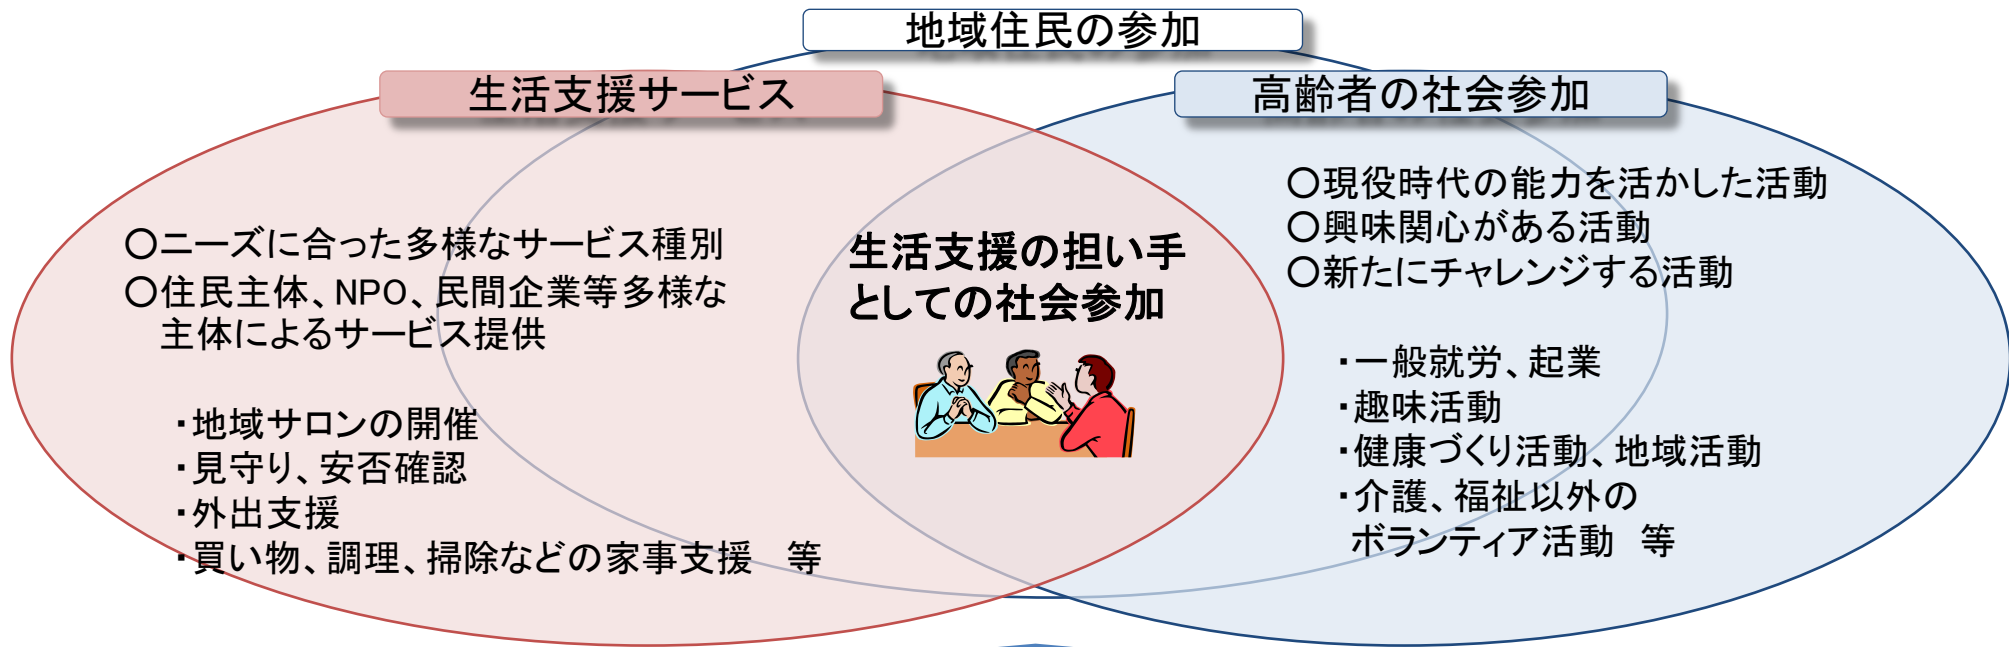 地域住民の参加
生活支援サービス
高齢者の社会参加
○ニーズに合った多様なサービス種別
○住民主体、NPO、民間企業等多様な
主体によるサービス提供
・地域サロンの開催
・見守り、安否確認
・外出支援
・買い物、調理、掃除などの家事支援　等
生活支援の担い手
としての社会参加
○現役時代の能力を活かした活動
○興味関心がある活動
○新たにチャレンジする活動
・一般就労、起業
・趣味活動
・健康づくり活動、地域活動
・介護、福祉以外の
ボランティア活動　等